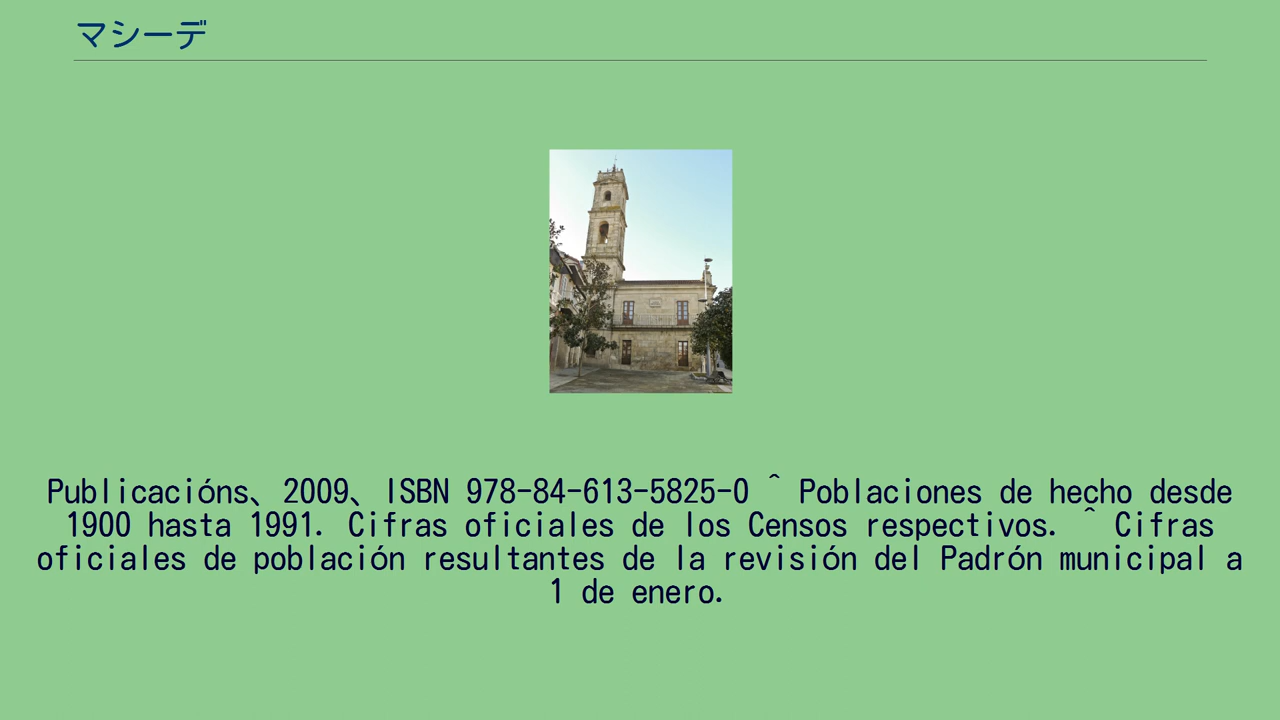 マシーデ
Publicacións、2009、ISBN 978-84-613-5825-0 ^ Poblaciones de hecho desde
1900 hasta 1991. Cifras oficiales de los Censos respectivos. ^ Cifras
oficiales de población resultantes de la revisión del Padrón municipal a
1 de enero.